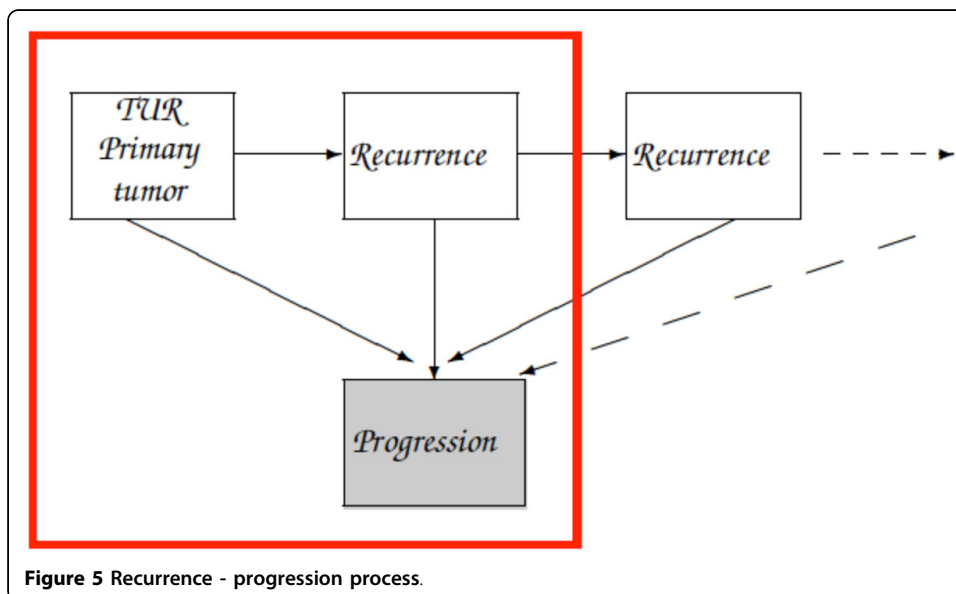 TUR
Primary
tumor
Recurrence
Recurrence
Progression
Figure 5 Recurrence - progression process.